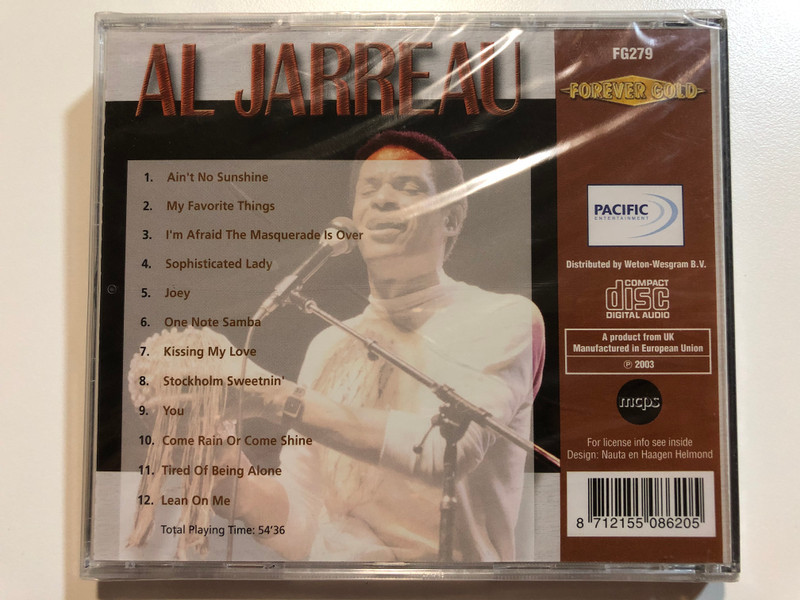 AL JARREAU
1. Ain't No Sunshine
2. My Favorite Things
3. I'm Afraid The Masquerade Is Over
4. Sophisticated Lady
5. Joey
6. One Note Samba
7. Kissing My Love
8. Stockholm Sweetnin'
9. You
10. Come Rain Or Come Shine
11. Tired Of Being Alone
12. Lean On Me
Total Playing Time: 54'36
FG279
FOREVER GOLD
PACIFIC
ENTERTAINMENT
Distributed by Weton-Wesgram B.V.
COMPACT
disc
DIGITAL AUDIO
A product from UK
Manufactured in European Union
℗ 2003
mcps
For license info see inside
Design: Nauta en Haagen Helmond
8 712155 086205